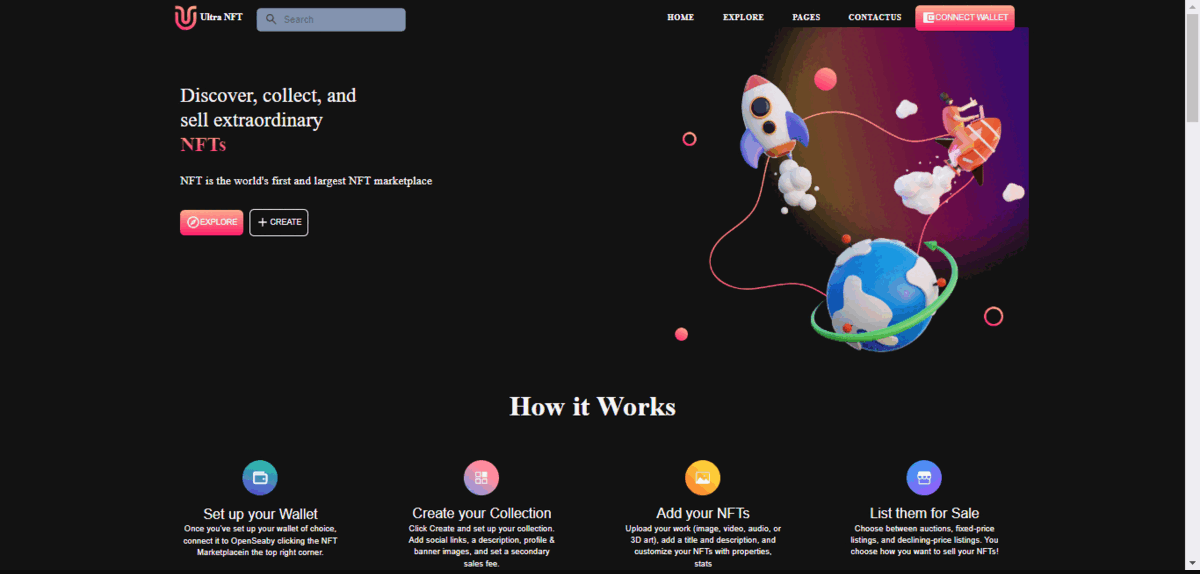 Ultra NFT
Search
HOME
EXPLORE
PAGES
CONTACTUS
CONNECT WALLET
Discover, collect, and
sell extraordinary
NFTs
NFT is the world's first and largest NFT marketplace
EXPLORE
CREATE
How it Works
Set up your Wallet
Once you've set up your wallet of choice,
connect it to OpenSeaby clicking the NFT
Marketplacein the top right corner.
Create your Collection
Click Create and set up your collection.
Add social links, a description, profile &
banner images, and set a secondary
sales fee.
Add your NFTs
Upload your work (image, video, audio, or
3D art), add a title and description, and
customize your NFTs with properties,
stats
List them for Sale
Choose between auctions, fixed-price
listings, and declining-price listings. You
choose how you want to sell your NFTs!